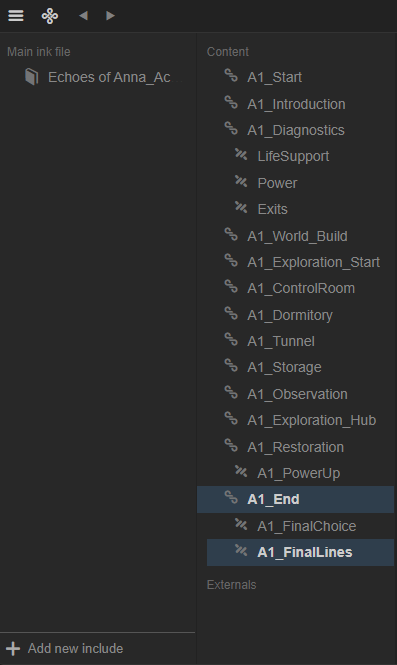 Main ink file
Echoes of Anna_Ac
Add new include
Content
A1_Start
A1_Introduction
A1_Diagnostics
LifeSupport
Power
Exits
A1_World_Build
A1_Exploration_Start
A1_ControlRoom
A1_Dormitory
A1_Tunnel
A1_Storage
A1_Observation
A1_Exploration_Hub
A1_Restoration
A1_PowerUp
A1_End
A1_FinalChoice
A1_FinalLines
Externals